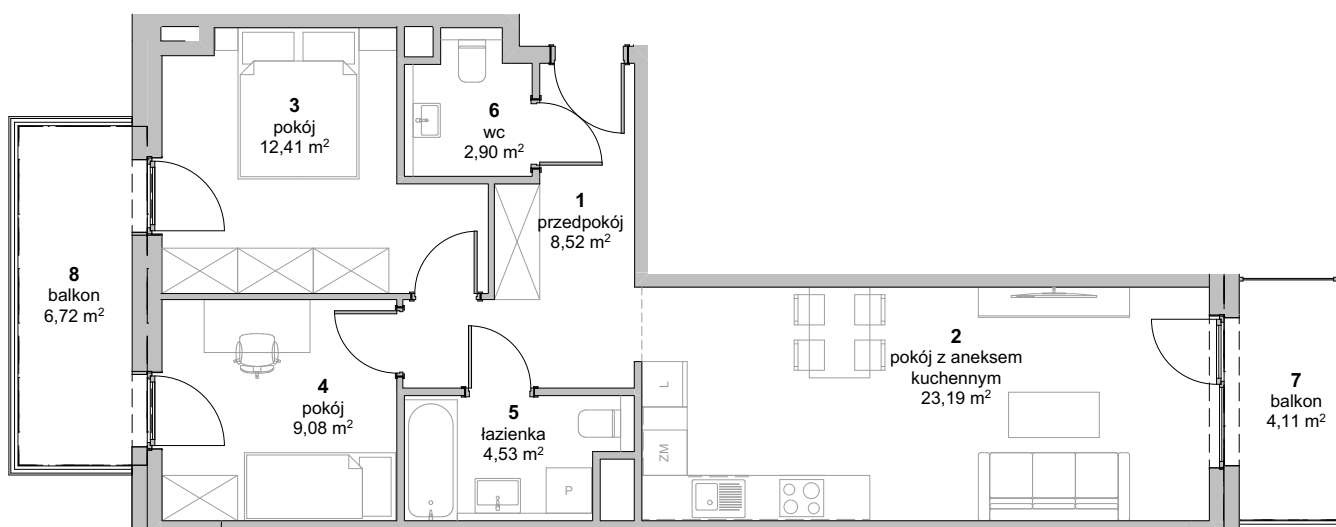 3
pokój
12,41 m²
6
wc
2,90 m²
1
przedpokój
8,52 m²
8
balkon
6,72 m²
4
pokój
9,08 m²
5
łazienka
4,53 m²
P
L
ZM
2
pokój z aneksem
kuchennym
23,19 m²
7
balkon
4,11 m²